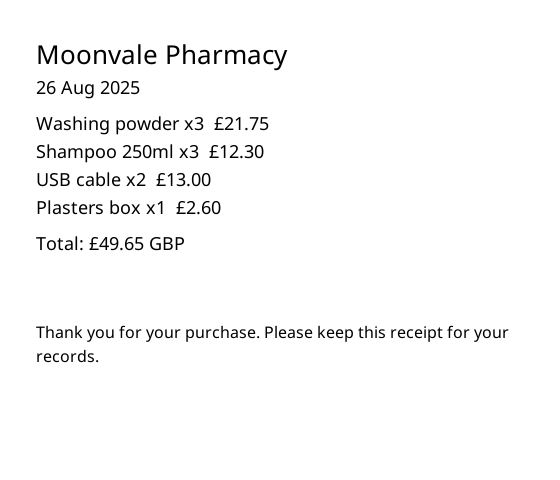 Moonvale Pharmacy
26 Aug 2025
Washing powder x3  £21.75
Shampoo 250ml x3  £12.30
USB cable x2  £13.00
Plasters box x1  £2.60
Total: £49.65 GBP
Thank you for your purchase. Please keep this receipt for your
records.